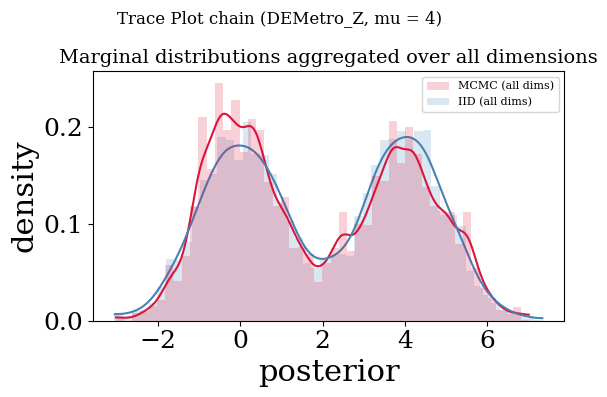 Trace Plot chain (DEMetro_Z, mu = 4)
Marginal distributions aggregated over all dimensions
MCMC (all dims)
IID (all dims)
density
0.2
0.1
0.0
−2 0 2 4 6
posterior